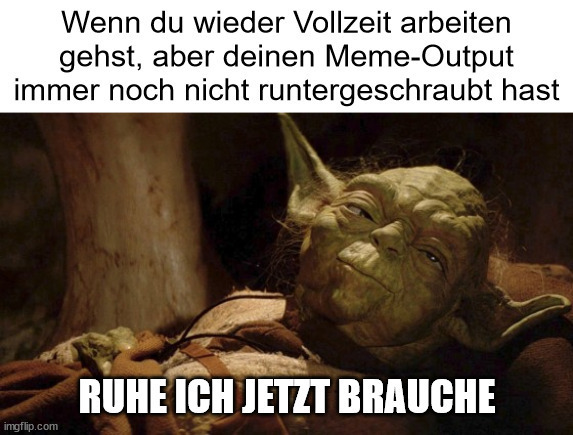 Wenn du wieder Vollzeit arbeiten
gehst, aber deinen Meme-Output
immer noch nicht runtergeschraubt hast
RUHE ICH JETZT BRAUCHE
imgflip.com